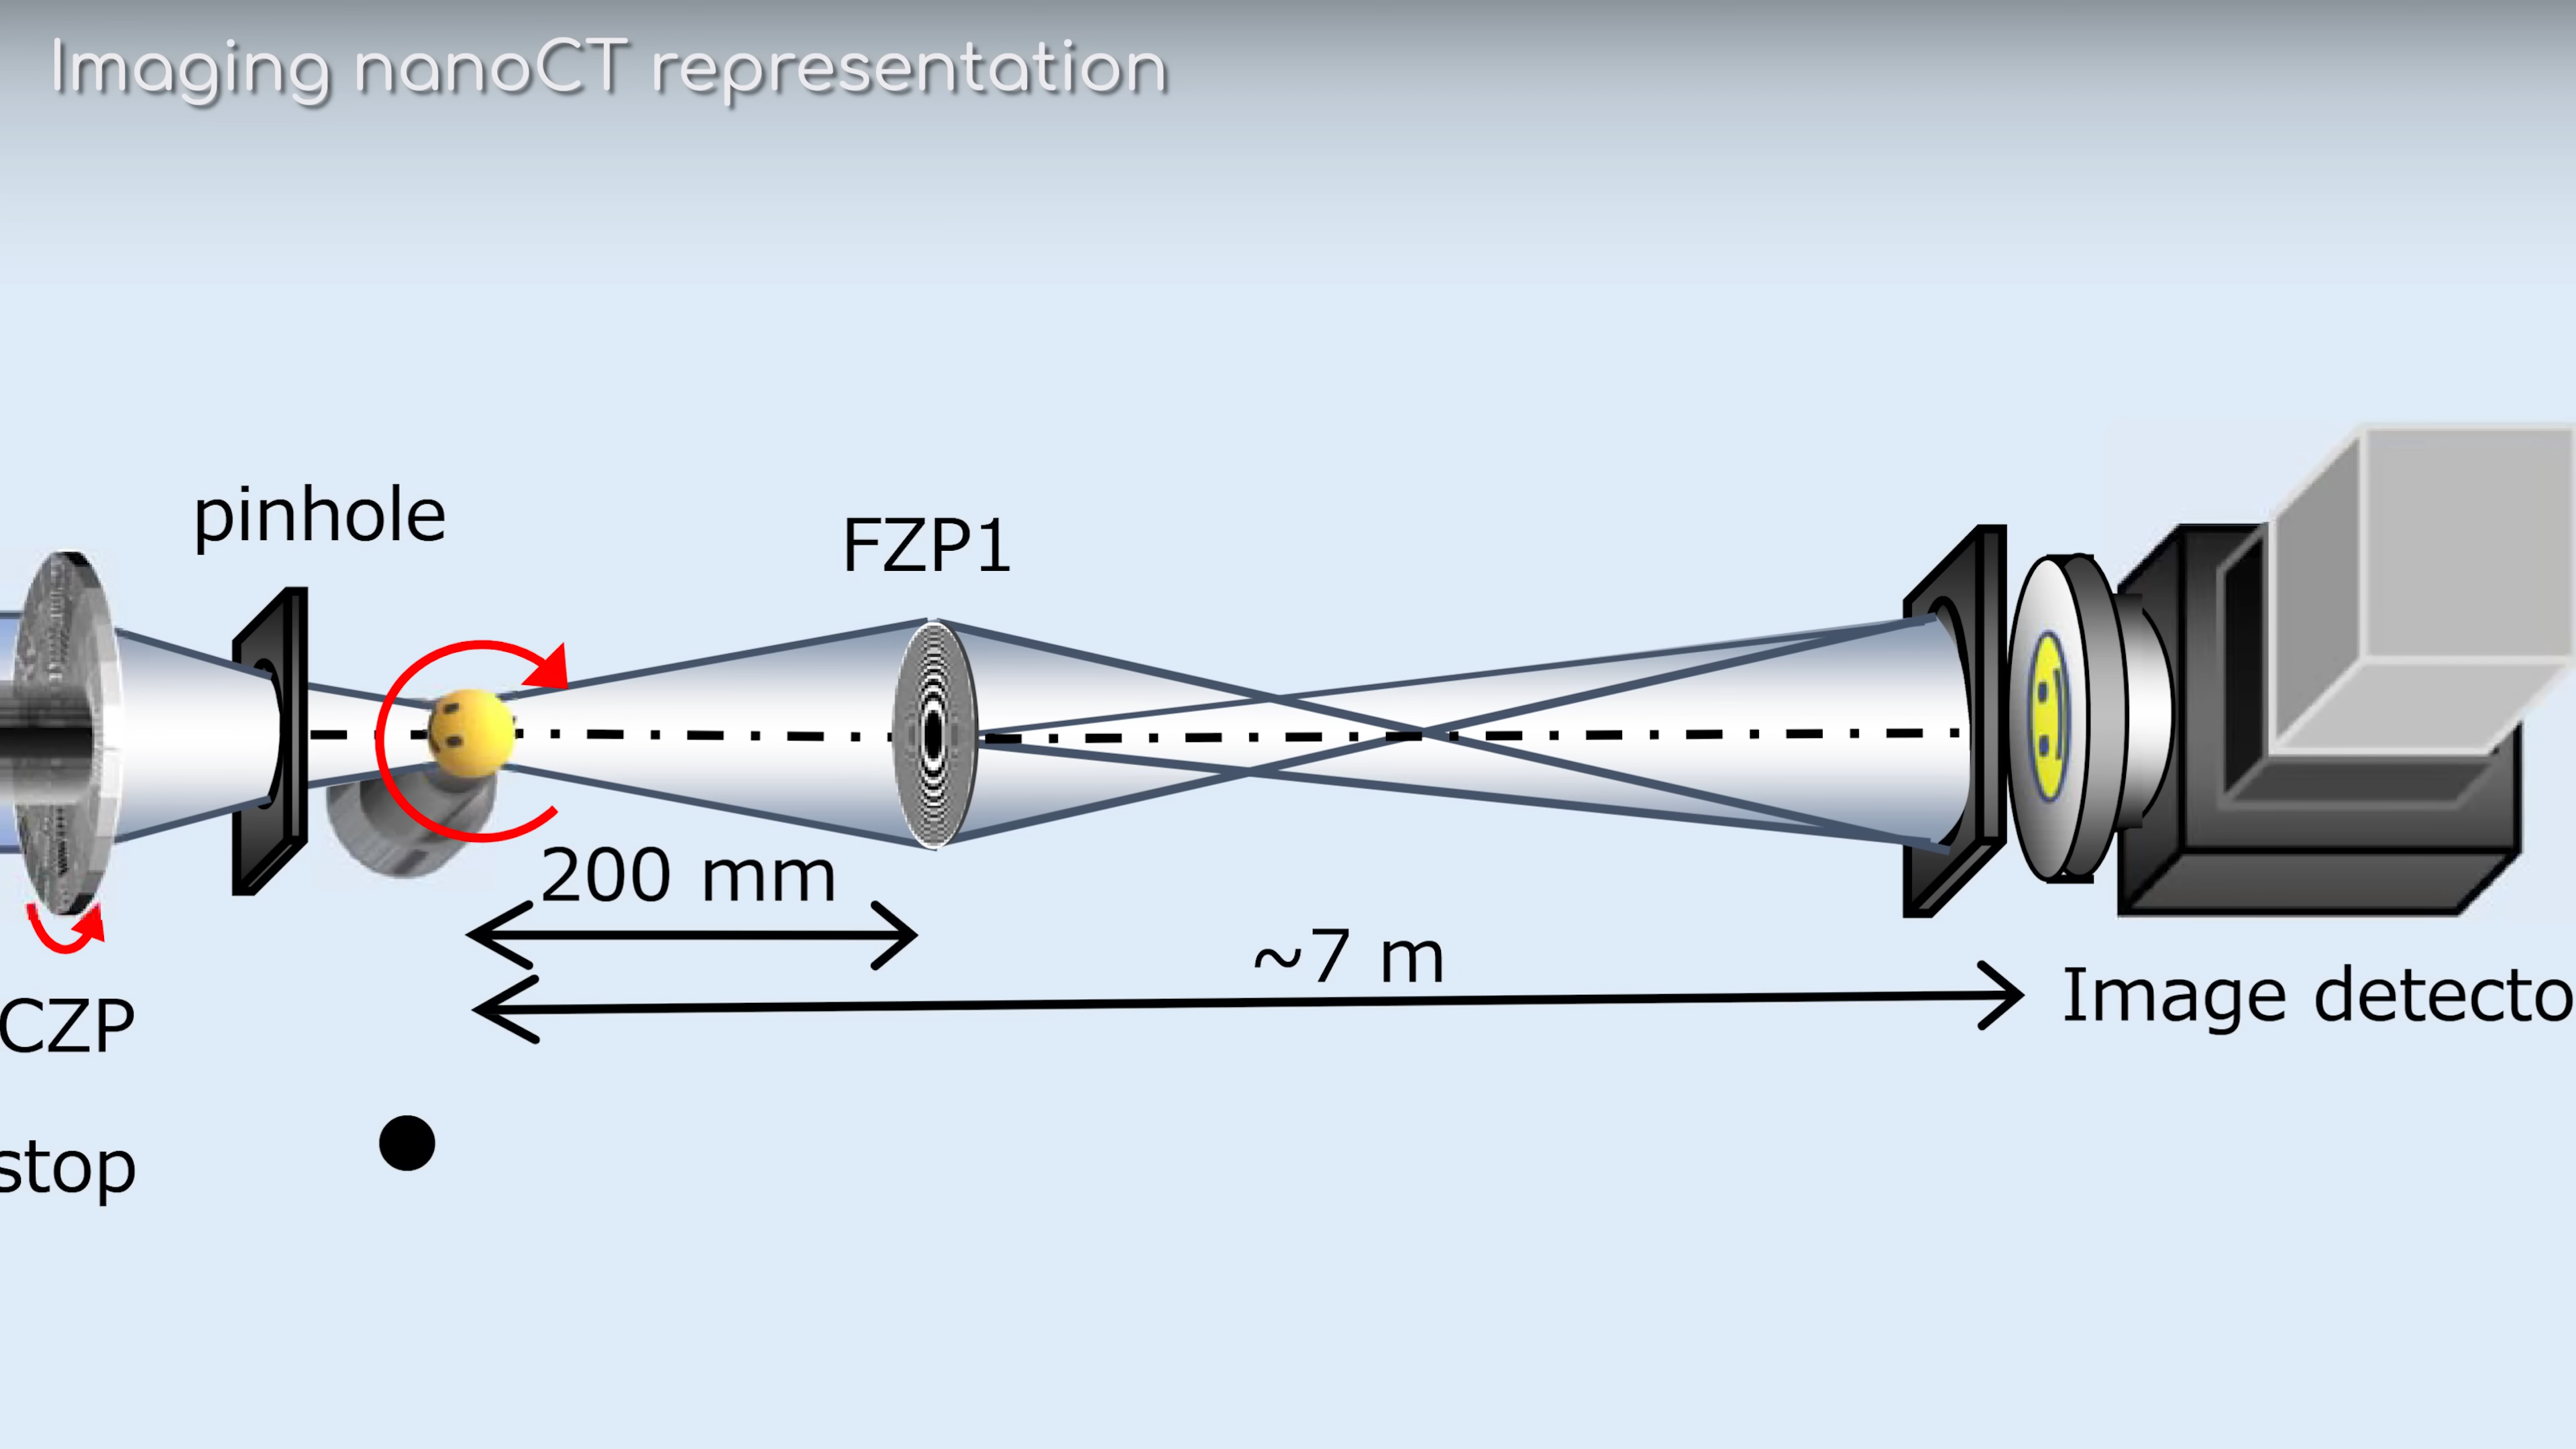 Imaging nanoCT representation
pinhole
FZP1
200 mm
~7 m
CZP
Image detecto
stop